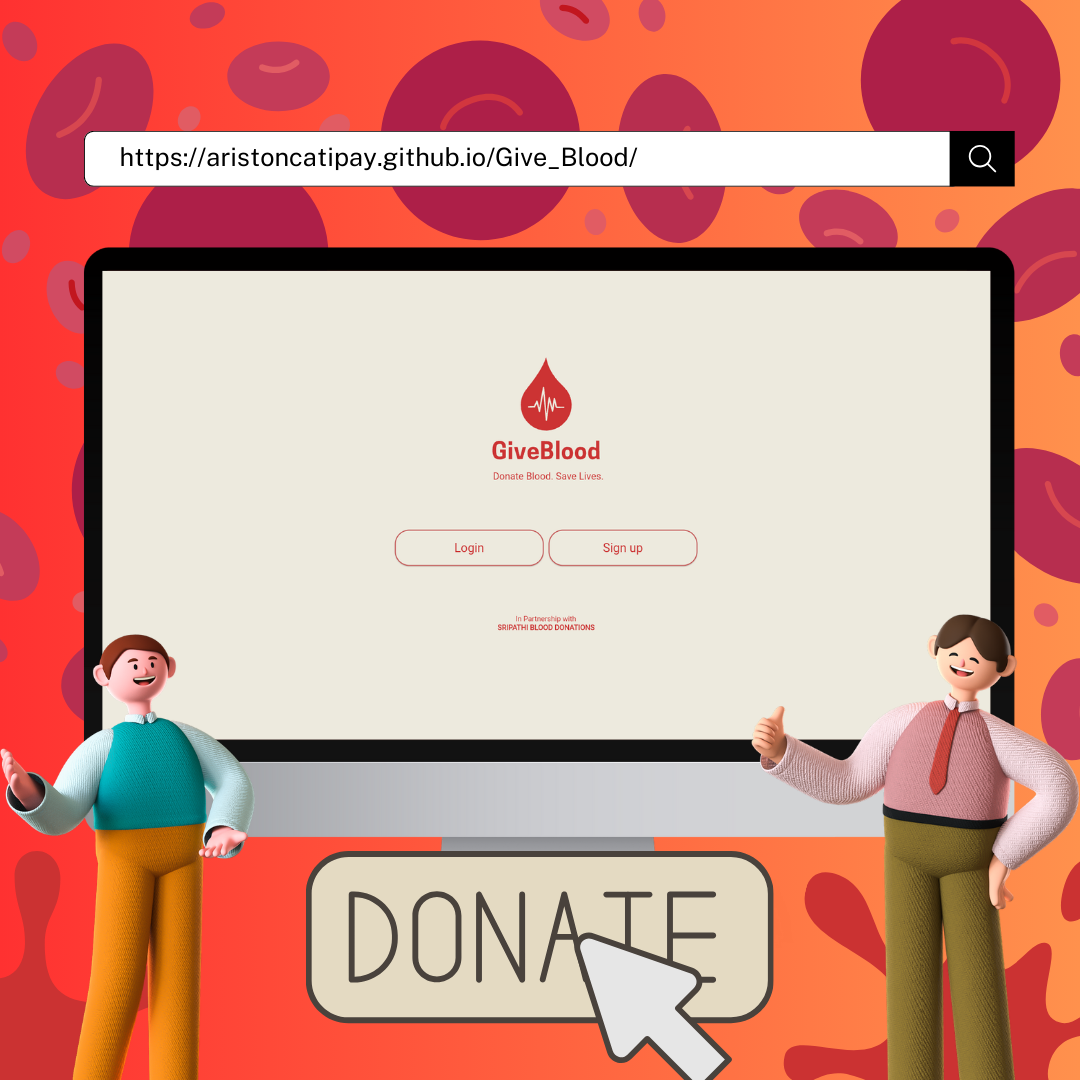 https://aristoncatipay.github.io/Give_Blood/
GiveBlood
Donate Blood. Save Lives.
Login
Sign up
In Partnership with
SRIPATHI BLOOD DONATIONS
DONATE